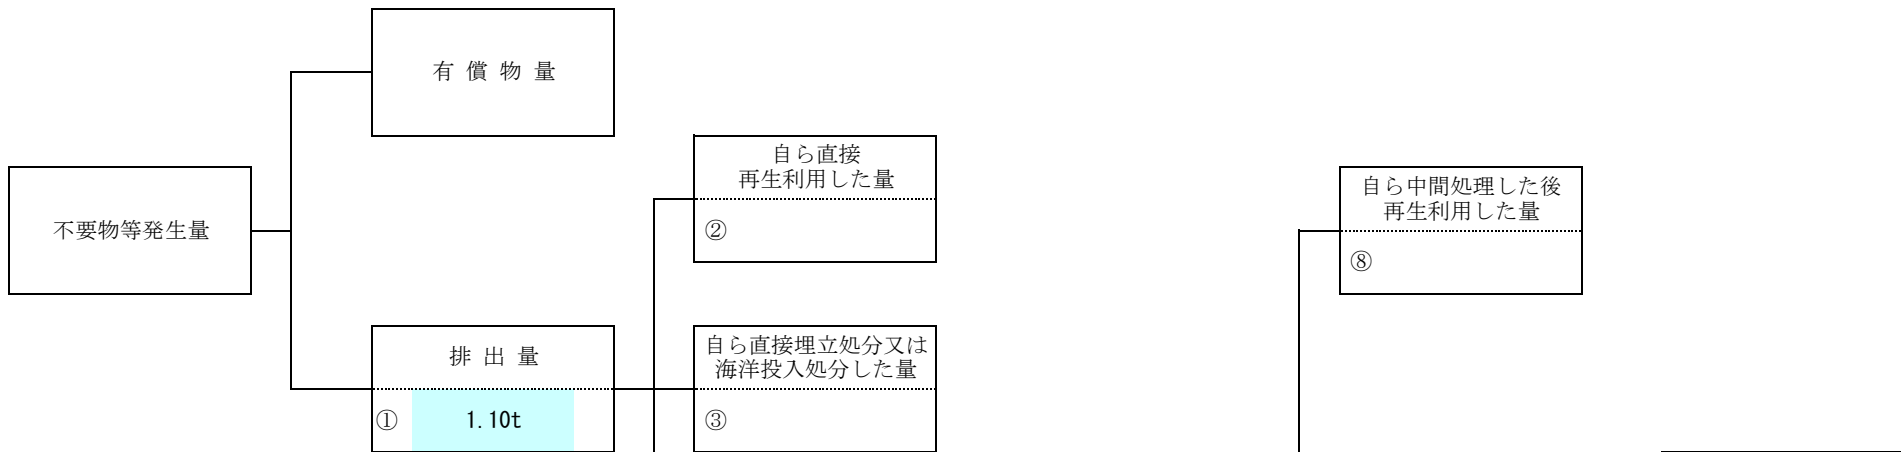 有 償 物 量
不要物等発生量
自ら直接
再生利用した量
②
自ら中間処理した後
再生利用した量
⑧
排 出 量
① 1.10t
自ら直接埋立処分又は
海洋投入処分した量
③